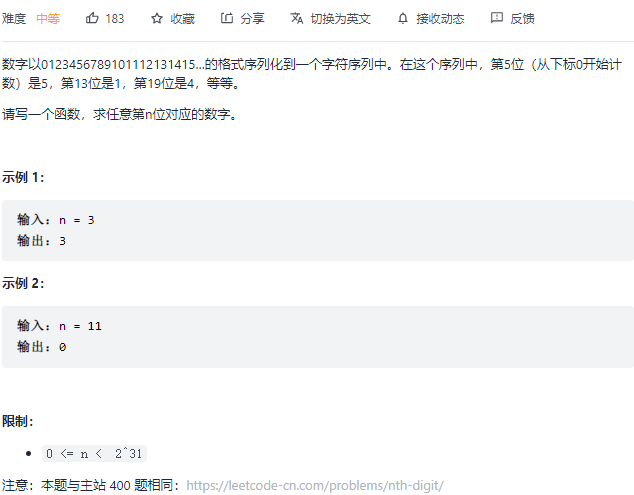 难度 中等 183 收藏 分享 切换为英文 接收动态 反馈
数字以0123456789101112131415…的格式序列化到一个字符序列中。在这个序列中，第5位（从下标0开始计
数）是5，第13位是1，第19位是4，等等。
请写一个函数，求任意第n位对应的数字。
示例 1：
输入：n = 3
输出：3
示例 2：
输入：n = 11
输出：0
限制：
0 <= n < 2^31
注意：本题与主站 400 题相同：https://leetcode-cn.com/problems/nth-digit/